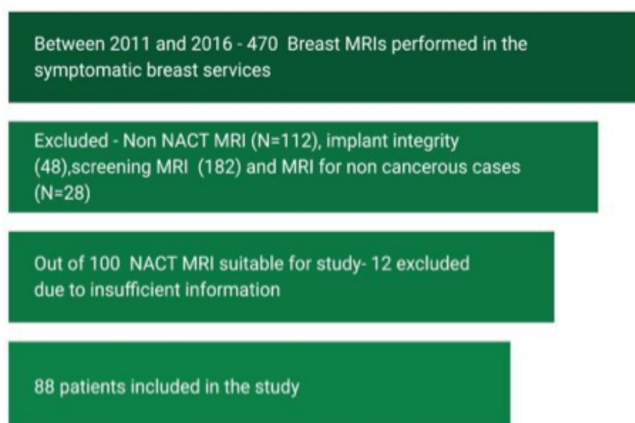 Between 2011 and 2016 - 470 Breast MRIs performed in the
symptomatic breast services
Excluded - Non NACT MRI (N=112), implant integrity
(48),screening MRI (182) and MRI for non cancerous cases
(N=28)
Out of 100 NACT MRI suitable for study- 12 excluded
due to insufficient information
88 patients included in the study